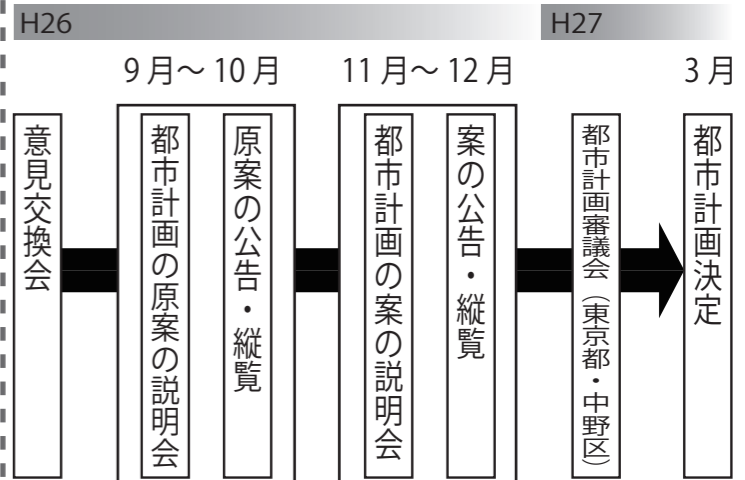 H26
H27
9月〜10月
11月〜12月
3月
意見交換会
都市計画の原案の説明会
原案の公告・縦覧
都市計画の案の説明会
案の公告・縦覧
都市計画審議会（東京都・中野区）
都市計画決定